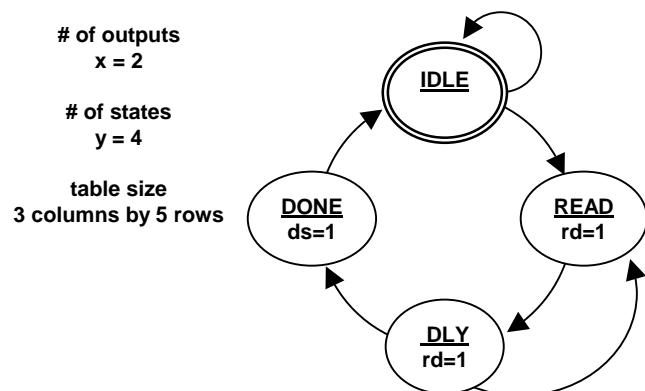 # of outputs
x = 2
# of states
y = 4
table size
3 columns by 5 rows
IDLE
DONE
ds=1
READ
rd=1
DLY
rd=1